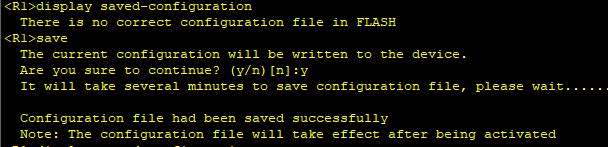 <R1>display saved-configuration
There is no correct configuration file in FLASH
<R1>save
The current configuration will be written to the device.
Are you sure to continue? (y/n)[n]:y
It will take several minutes to save configuration file, please wait......
Configuration file had been saved successfully
Note: The configuration file will take effect after being activated